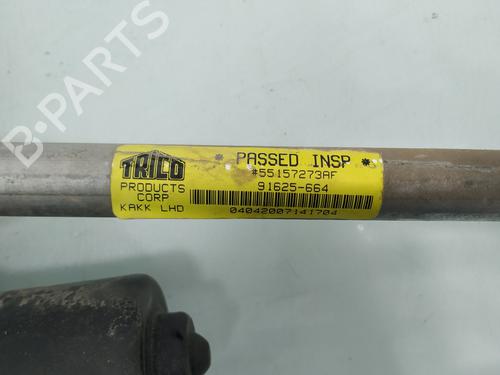 B-PARTS
TRICO
PRODUCTS
CORP
KAKK LHD
* PASSED INSP *
#55157273AF
91625-664
04042007141704